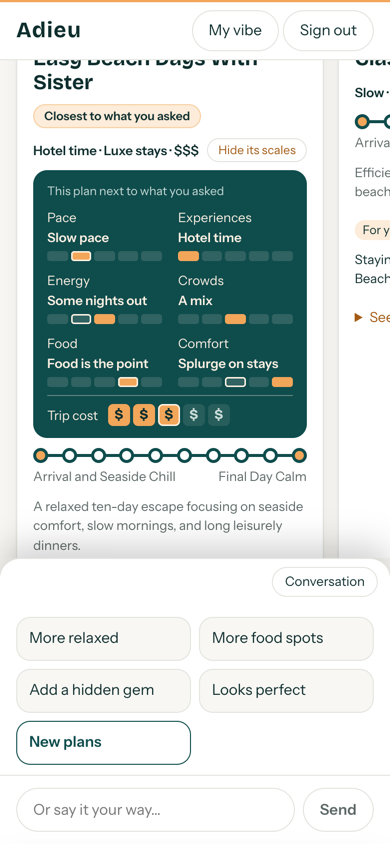 Adieu
My vibe
Sign out
Easy Beach Days With
Sister
Closest to what you asked
Hotel time · Luxe stays · $$$
Hide its scales
This plan next to what you asked
Pace
Experiences
Slow pace
Hotel time
Energy
Crowds
Some nights out
A mix
Food
Comfort
Food is the point
Splurge on stays
Trip cost $ $ $ $ $
Arrival and Seaside Chill
Final Day Calm
A relaxed ten-day escape focusing on seaside
comfort, slow mornings, and long leisurely
dinners.
Slow ·
Arriva
Efficie
beach
For y
Stayin
Beach
See
Conversation
More relaxed
More food spots
Add a hidden gem
Looks perfect
New plans
Or say it your way...
Send